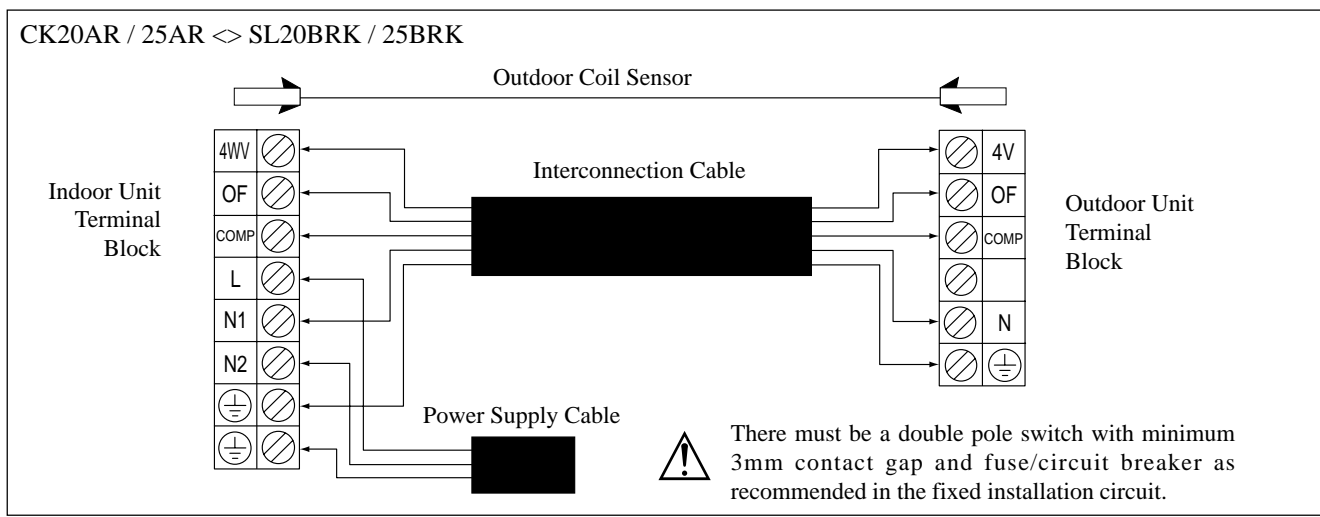 CK20AR / 25AR <> SL20BRK / 25BRK
Outdoor Coil Sensor
Interconnection Cable
Indoor Unit
Terminal
Block
4WV
OF
COMP
L
N1
N2
4V
OF
COMP
N
Outdoor Unit
Terminal
Block
Power Supply Cable
There must be a double pole switch with minimum
3mm contact gap and fuse/circuit breaker as
recommended in the fixed installation circuit.